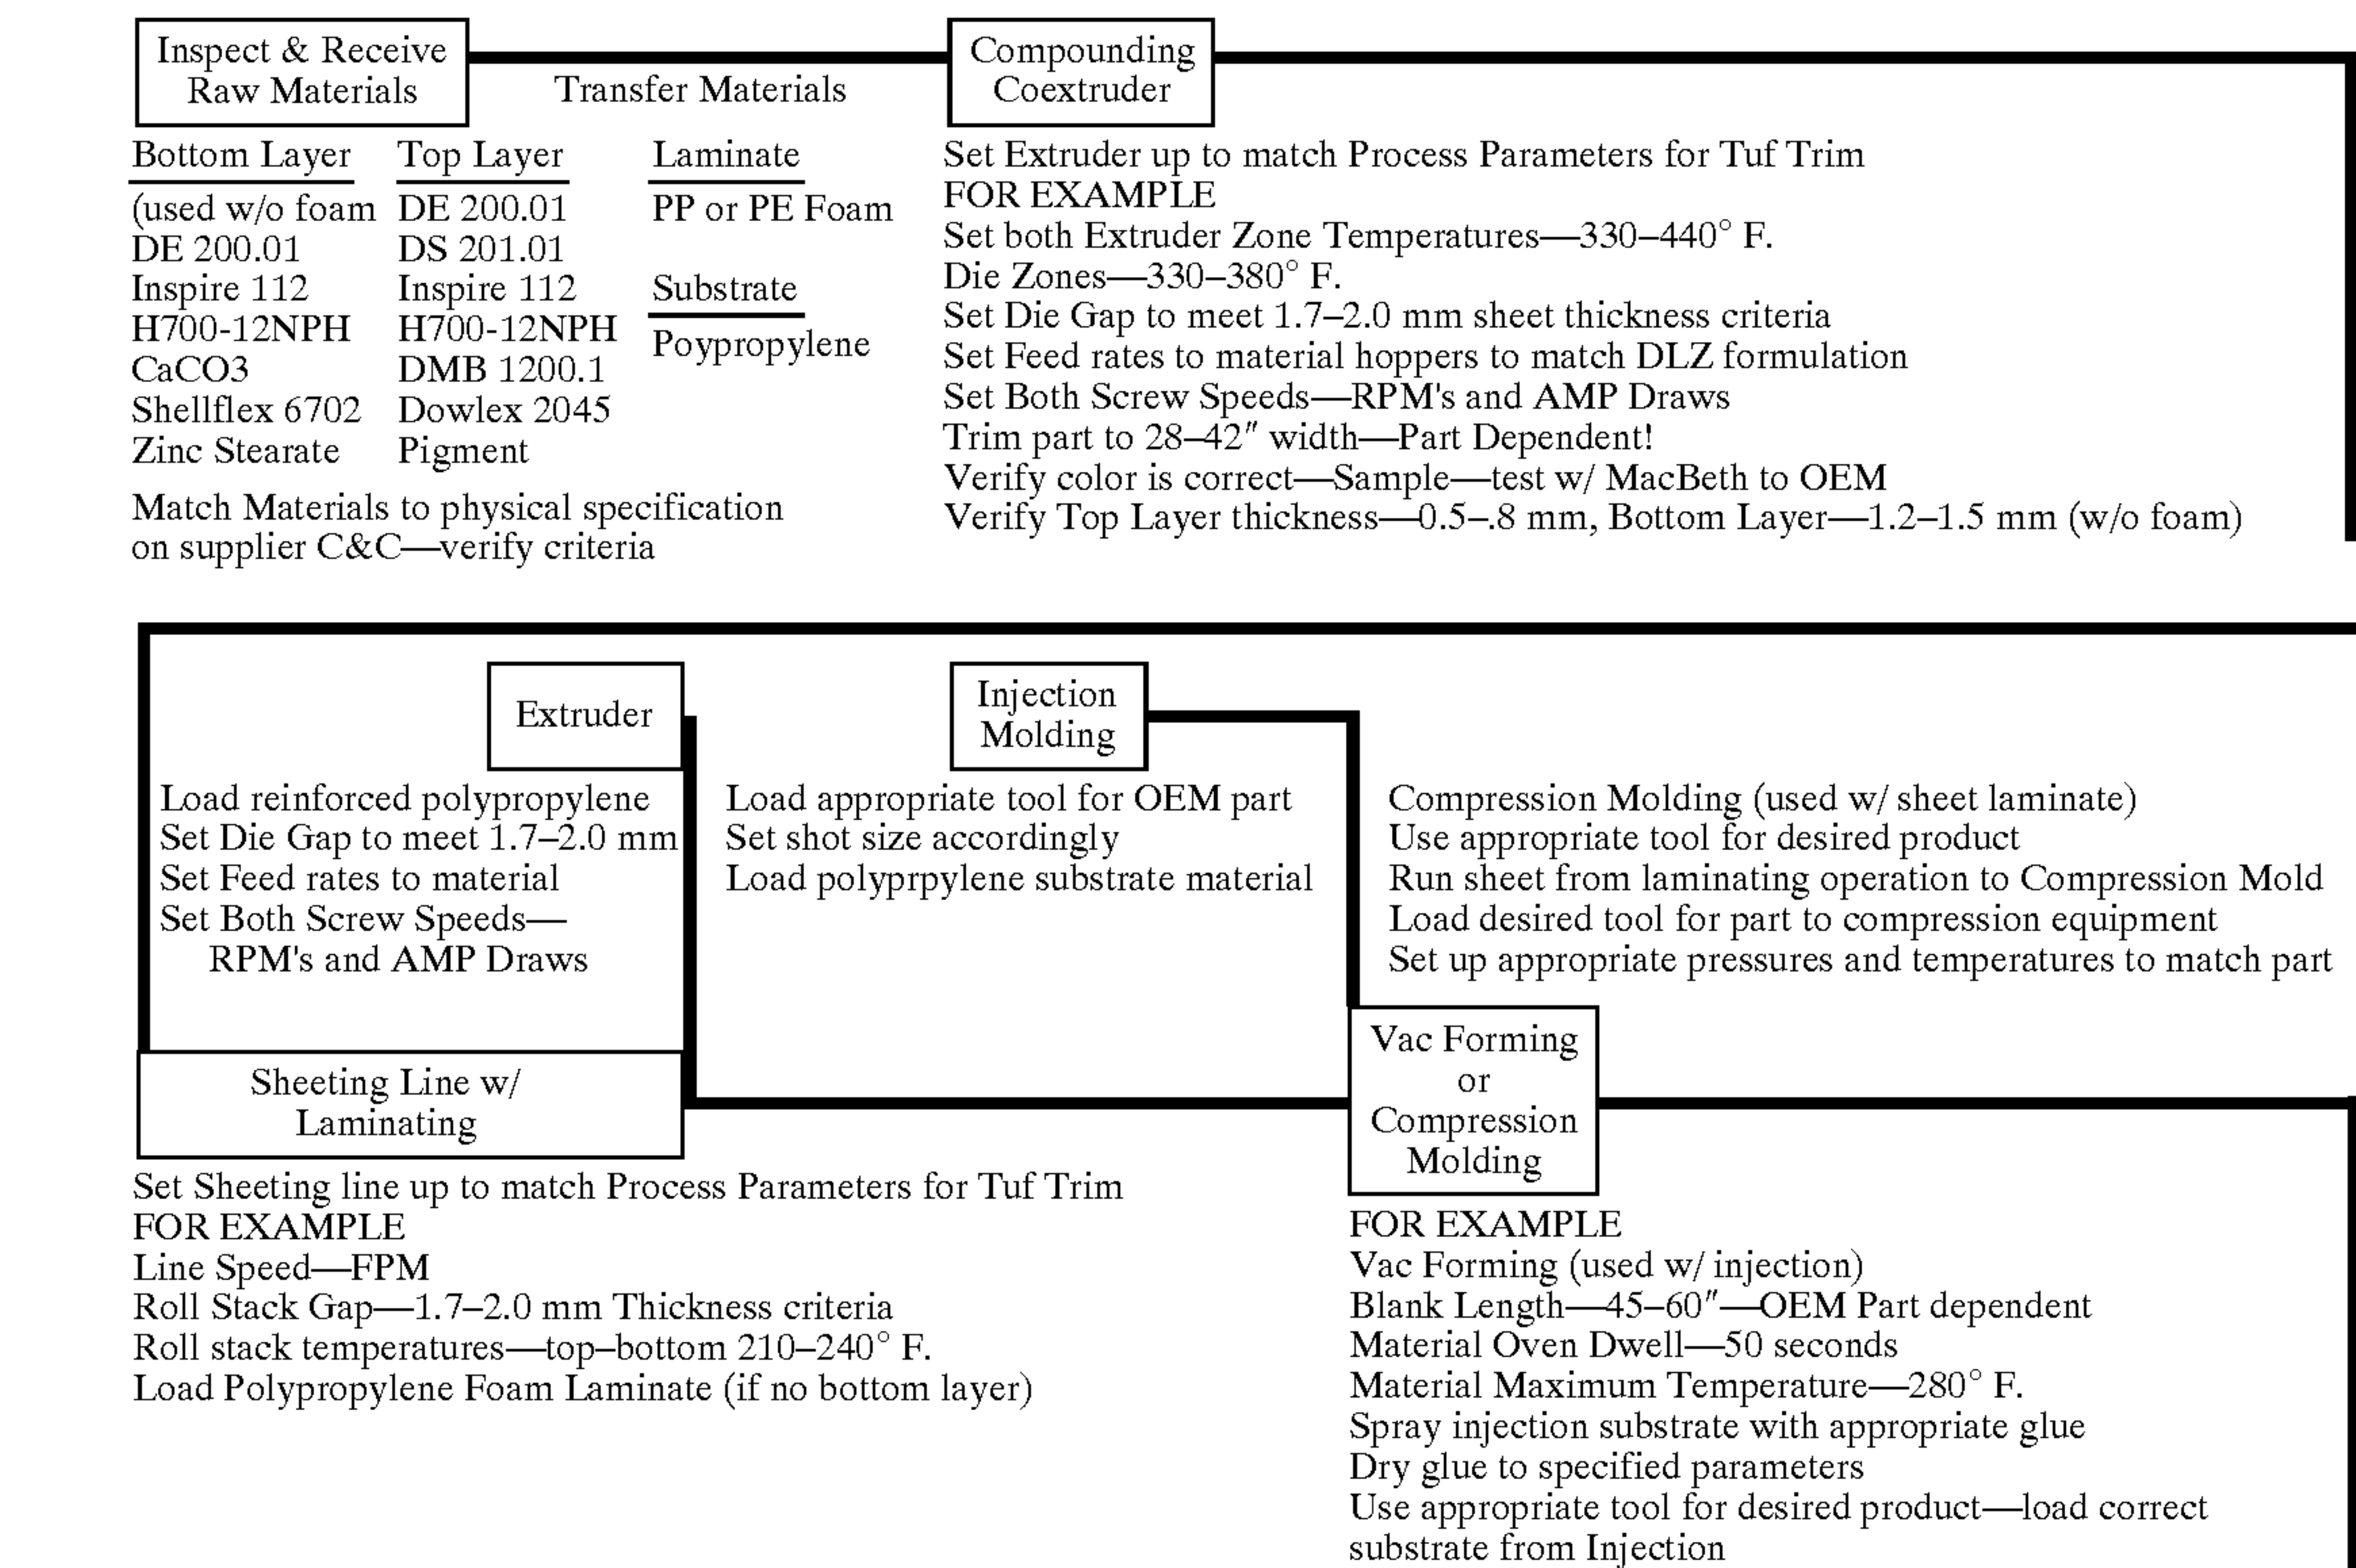 Inspect & Receive
Raw Materials
Transfer Materials
Compounding
Coextruder
Bottom Layer
(used w/o foam
DE 200.01
Inspire 112
H700-12NPH
CaCO3
Shellflex 6702
Zinc Stearate
Top Layer
DE 200.01
DS 201.01
Inspire 112
H700-12NPH
DMB 1200.1
Dowlex 2045
Pigment
Laminate
PP or PE Foam
Substrate
Poypropylene
Match Materials to physical specification
on supplier C&C—verify criteria
Set Extruder up to match Process Parameters for Tuf Trim
FOR EXAMPLE
Set both Extruder Zone Temperatures—330–440° F.
Die Zones—330–380° F.
Set Die Gap to meet 1.7–2.0 mm sheet thickness criteria
Set Feed rates to material hoppers to match DLZ formulation
Set Both Screw Speeds—RPM's and AMP Draws
Trim part to 28–42″ width—Part Dependent!
Verify color is correct—Sample—test w/ MacBeth to OEM
Verify Top Layer thickness—0.5–.8 mm, Bottom Layer—1.2–1.5 mm (w/o foam)
Extruder
Load reinforced polypropylene
Set Die Gap to meet 1.7–2.0 mm
Set Feed rates to material
Set Both Screw Speeds—
RPM's and AMP Draws
Injection
Molding
Load appropriate tool for OEM part
Set shot size accordingly
Load polyprpylene substrate material
Compression Molding (used w/ sheet laminate)
Use appropriate tool for desired product
Run sheet from laminating operation to Compression Mold
Load desired tool for part to compression equipment
Set up appropriate pressures and temperatures to match part
Sheeting Line w/
Laminating
Set Sheeting line up to match Process Parameters for Tuf Trim
FOR EXAMPLE
Line Speed—FPM
Roll Stack Gap—1.7–2.0 mm Thickness criteria
Roll stack temperatures—top–bottom 210–240° F.
Load Polypropylene Foam Laminate (if no bottom layer)
Vac Forming
or
Compression
Molding
FOR EXAMPLE
Vac Forming (used w/ injection)
Blank Length—45–60″—OEM Part dependent
Material Oven Dwell—50 seconds
Material Maximum Temperature—280° F.
Spray injection substrate with appropriate glue
Dry glue to specified parameters
Use appropriate tool for desired product—load correct
substrate from Injection